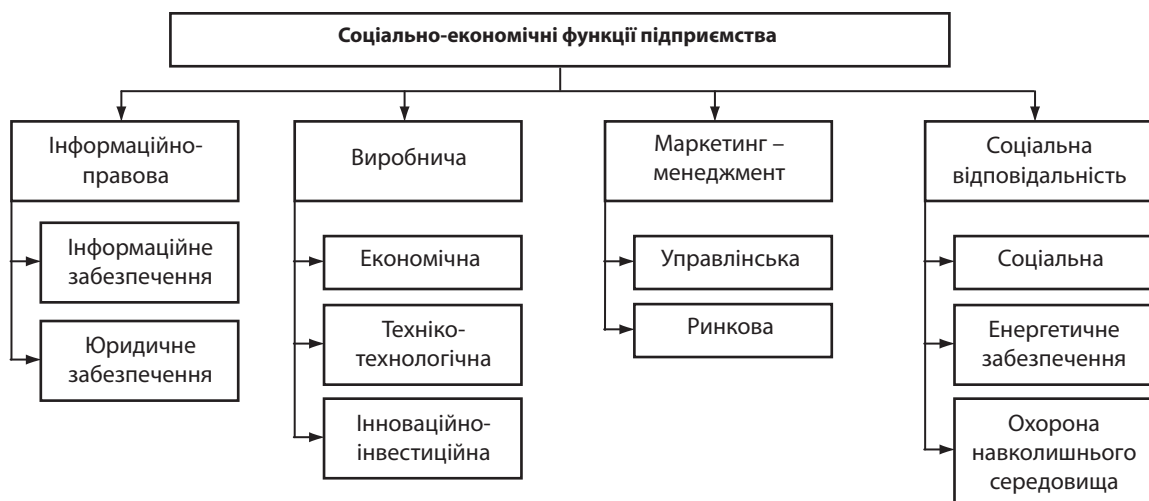 Соціально-економічні функції підприємства
Інформаційно-
правова
Інформаційне
забезпечення
Юридичне
забезпечення
Виробнича
Економічна
Техніко-
технологічна
Інноваційно-
інвестиційна
Маркетинг –
менеджмент
Управлінська
Ринкова
Соціальна
відповідальність
Соціальна
Енергетичне
забезпечення
Охорона
навколишнього
середовища